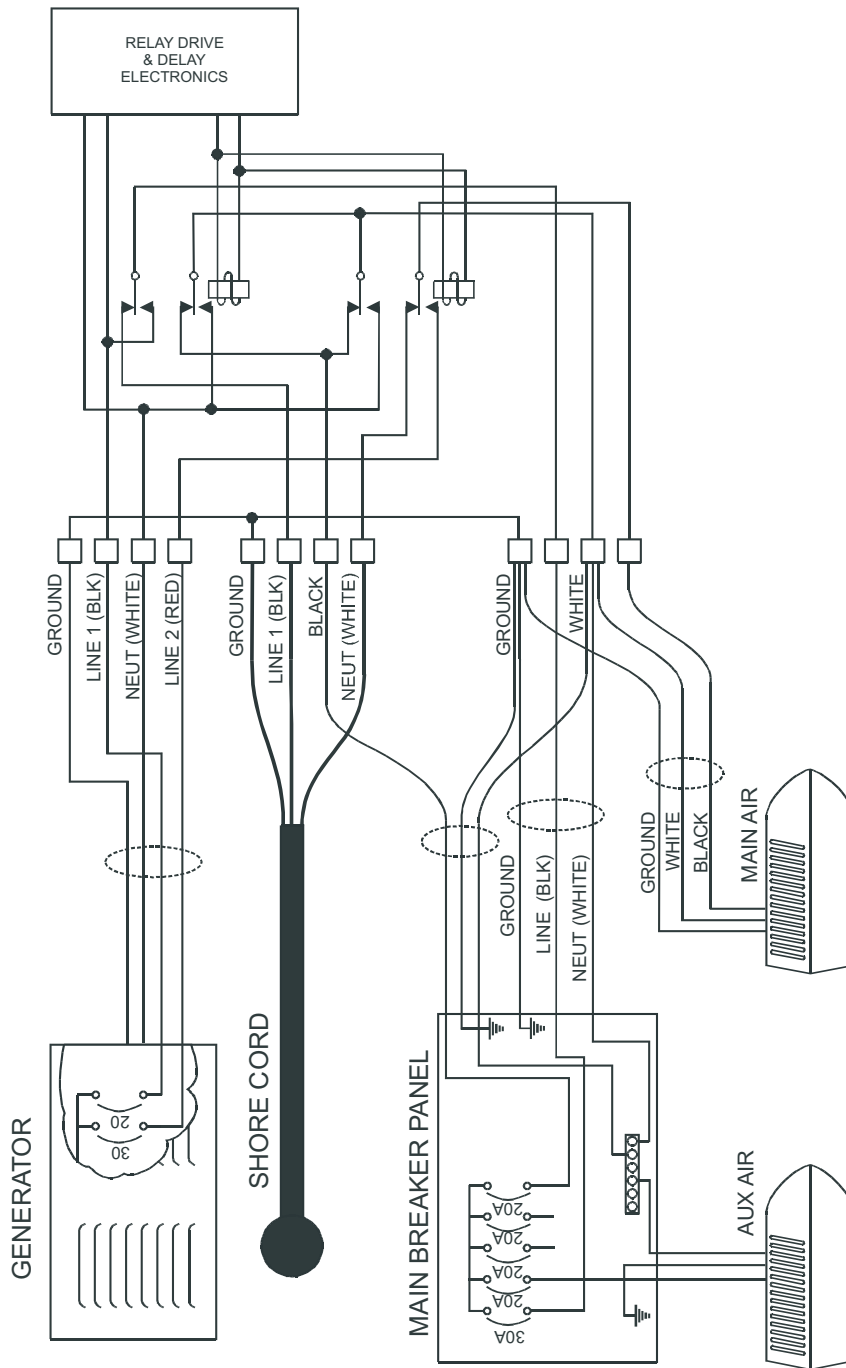 RELAY DRIVE
& DELAY
ELECTRONICS
GROUND
LINE 1 (BLK)
NEUT (WHITE)
LINE 2 (RED)
GROUND
LINE 1 (BLK)
BLACK
NEUT (WHITE)
GROUND
WHITE
GROUND
LINE (BLK)
NEUT (WHITE)
GROUND
WHITE
BLACK
MAIN AIR
GENERATOR
20
30
SHORE CORD
MAIN BREAKER PANEL
20A
20A
20A
20A
30A
AUX AIR